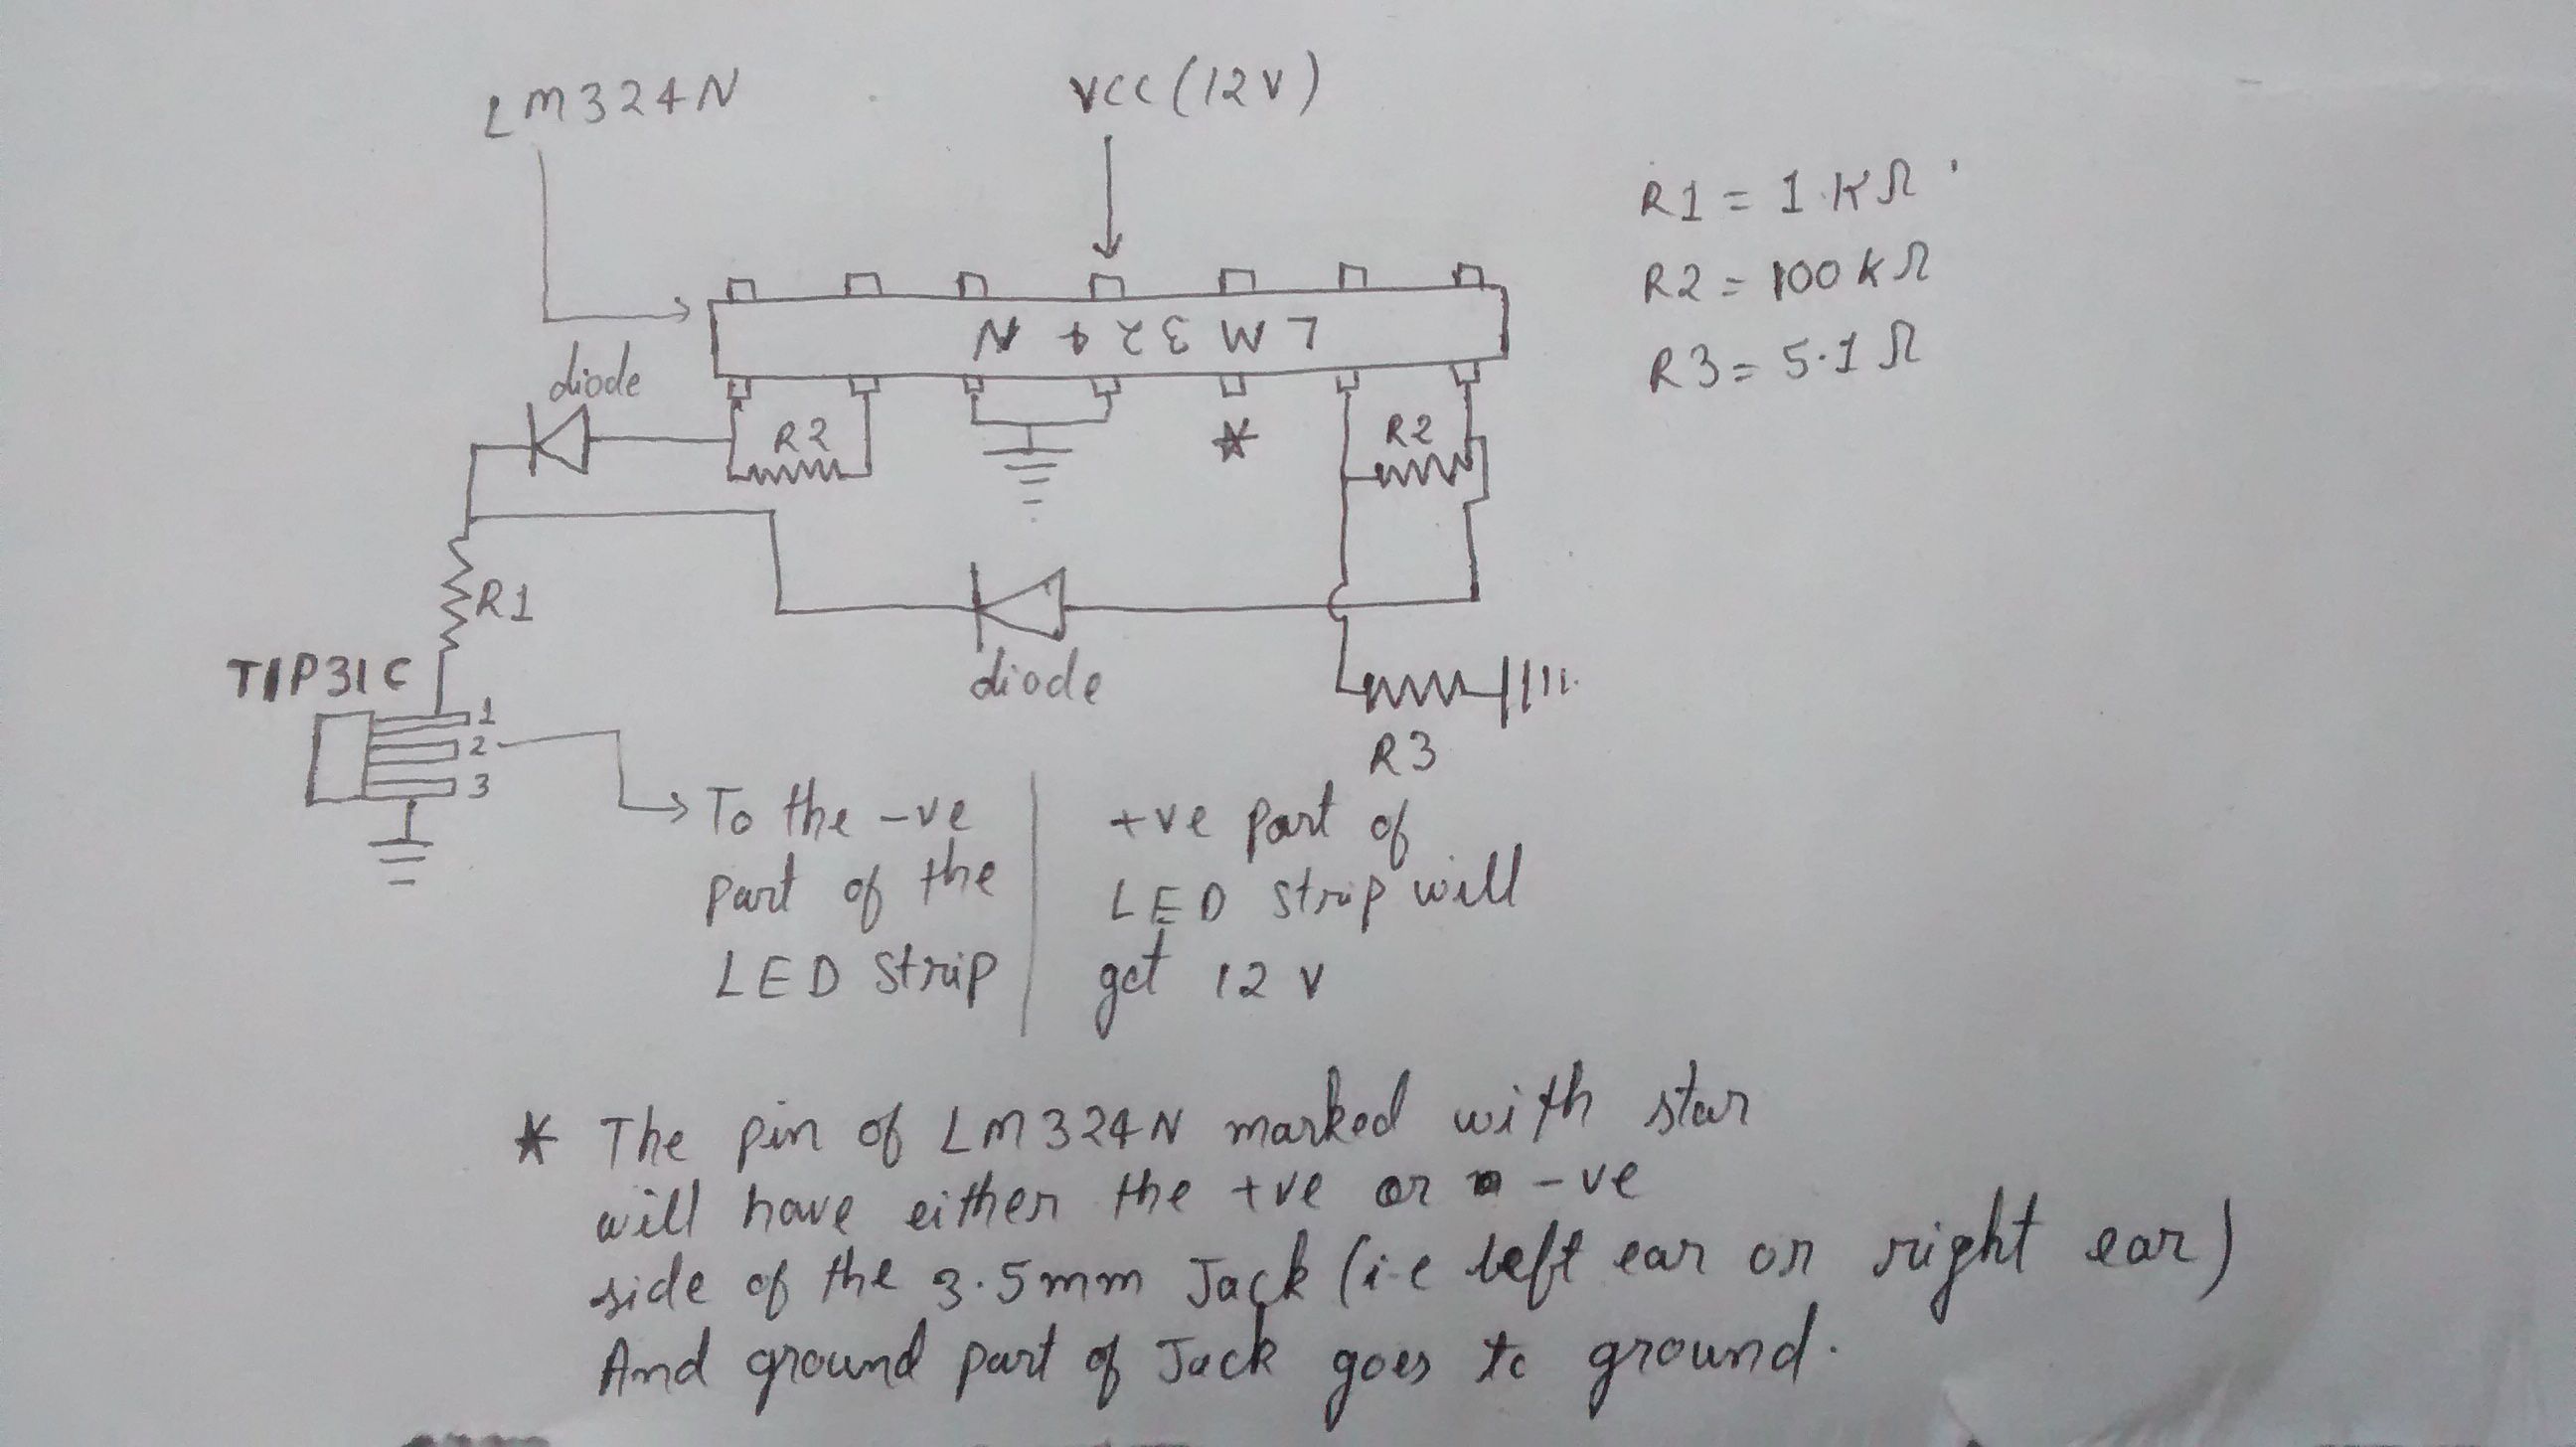 LM324N
VCC (12V)
R1 = 1 KΩ
R2 = 100 KΩ
R3 = 5.1 Ω
LM324N
diode
R2
*
R2
R1
diode
TIP31C
1
2
3
R3
To the -ve
part of the
LED strip
+ve part of
LED strip will
get 12 v
* The pin of LM324N marked with star
will have either the +ve or -ve
side of the 3.5mm Jack (i.e left ear or right ear)
And ground part of Jack goes to ground.